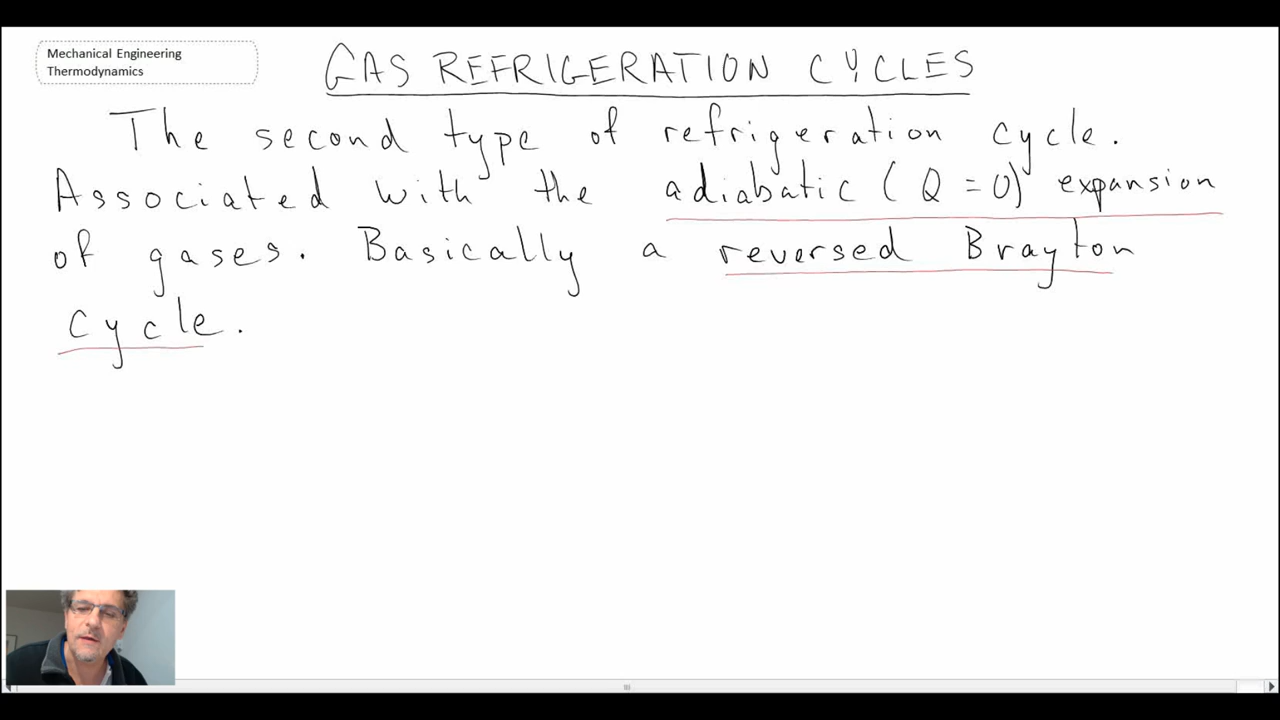 Mechanical Engineering
Thermodynamics
GAS REFRIGERATION CYCLES
The second type of refrigeration cycle.
Associated with the adiabatic (Q=0) expansion
of gases. Basically a reversed Brayton
cycle.